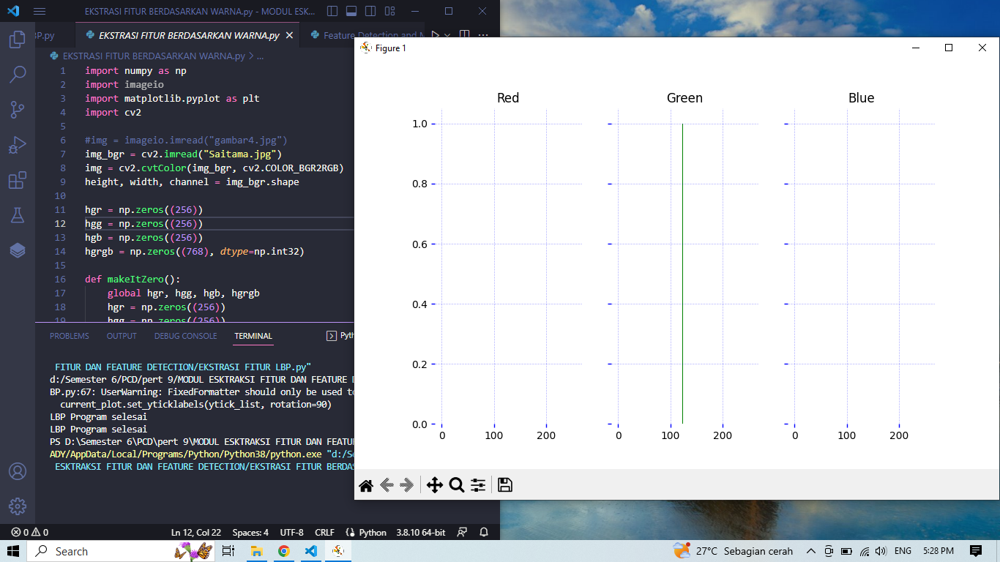 EKSTRASI FITUR BERDASARKAN WARNA.py - MODUL ESK...
BP.py
EKSTRASI FITUR BERDASARKAN WARNA.py
Feature Detection and M
EKSTRASI FITUR BERDASARKAN WARNA.py > ...
1 import numpy as np
2 import imageio
3 import matplotlib.pyplot as plt
4 import cv2
5
6 #img = imageio.imread("gambar4.jpg")
7 img_bgr = cv2.imread("Saitama.jpg")
8 img = cv2.cvtColor(img_bgr, cv2.COLOR_BGR2RGB)
9 height, width, channel = img_bgr.shape
10
11 hgr = np.zeros((256))
12 hgg = np.zeros((256))
13 hgb = np.zeros((256))
14 hgrgb = np.zeros((768), dtype=np.int32)
15
16 def makeItZero():
17 global hgr, hgg, hgb, hgrgb
18 hgr = np.zeros((256))
19 hgg = np.zeros((256))
PROBLEMS OUTPUT DEBUG CONSOLE TERMINAL Pyth
FITUR DAN FEATURE DETECTION/EKSTRASI FITUR LBP.py"
d:/Semester 6/PCD/pert 9/MODUL ESKTRAKSI FITUR DAN FEATURE D
BP.py:67: UserWarning: FixedFormatter should only be used to
current_plot.set_yticklabels(ytick_list, rotation=90)
LBP Program selesai
LBP Program selesai
PS D:\Semester 6\PCD\pert 9\MODUL ESKTRAKSI FITUR DAN FEATU
ADY/AppData/Local/Programs/Python/Python38/python.exe "d:/Se
ESKTRAKSI FITUR DAN FEATURE DETECTION/EKSTRASI FITUR BERDAS
0 0 Ln 12, Col 22 Spaces: 4 UTF-8 CRLF Python 3.8.10 64-bit
Figure 1
Red Green Blue
1.0
0.8
0.6
0.4
0.2
0.0
0 100 200 0 100 200 0 100 200
Search 27°C Sebagian cerah ENG 5:28 PM